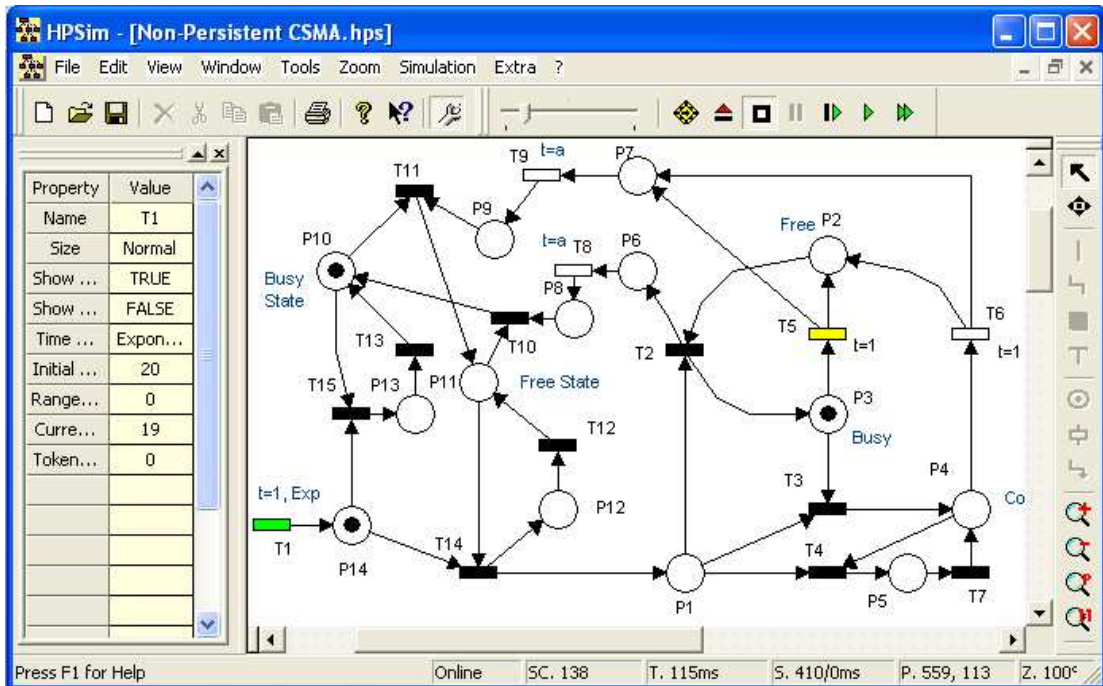 HPSim - [Non-Persistent CSMA.hps]
File Edit View Window Tools Zoom Simulation Extra ?
Property Value
Name T1
Size Normal
Show ... TRUE
Show ... FALSE
Time ... Expon...
Initial ... 20
Range... 0
Curre... 19
Token... 0
T11
T9
t=a
P7
P9
P10
Busy
State
t=a
T8
P6
P8
Free
P2
T10
T13
T2
T5
t=1
T6
t=1
T15
P13
P11
Free State
P3
Busy
T12
t=1, Exp
T1
P14
T14
P12
T3
P4
Co
T4
P1
P5
T7
Press F1 for Help
Online
SC. 138
T. 115ms
S. 410/0ms
P. 559, 113
Z. 100%